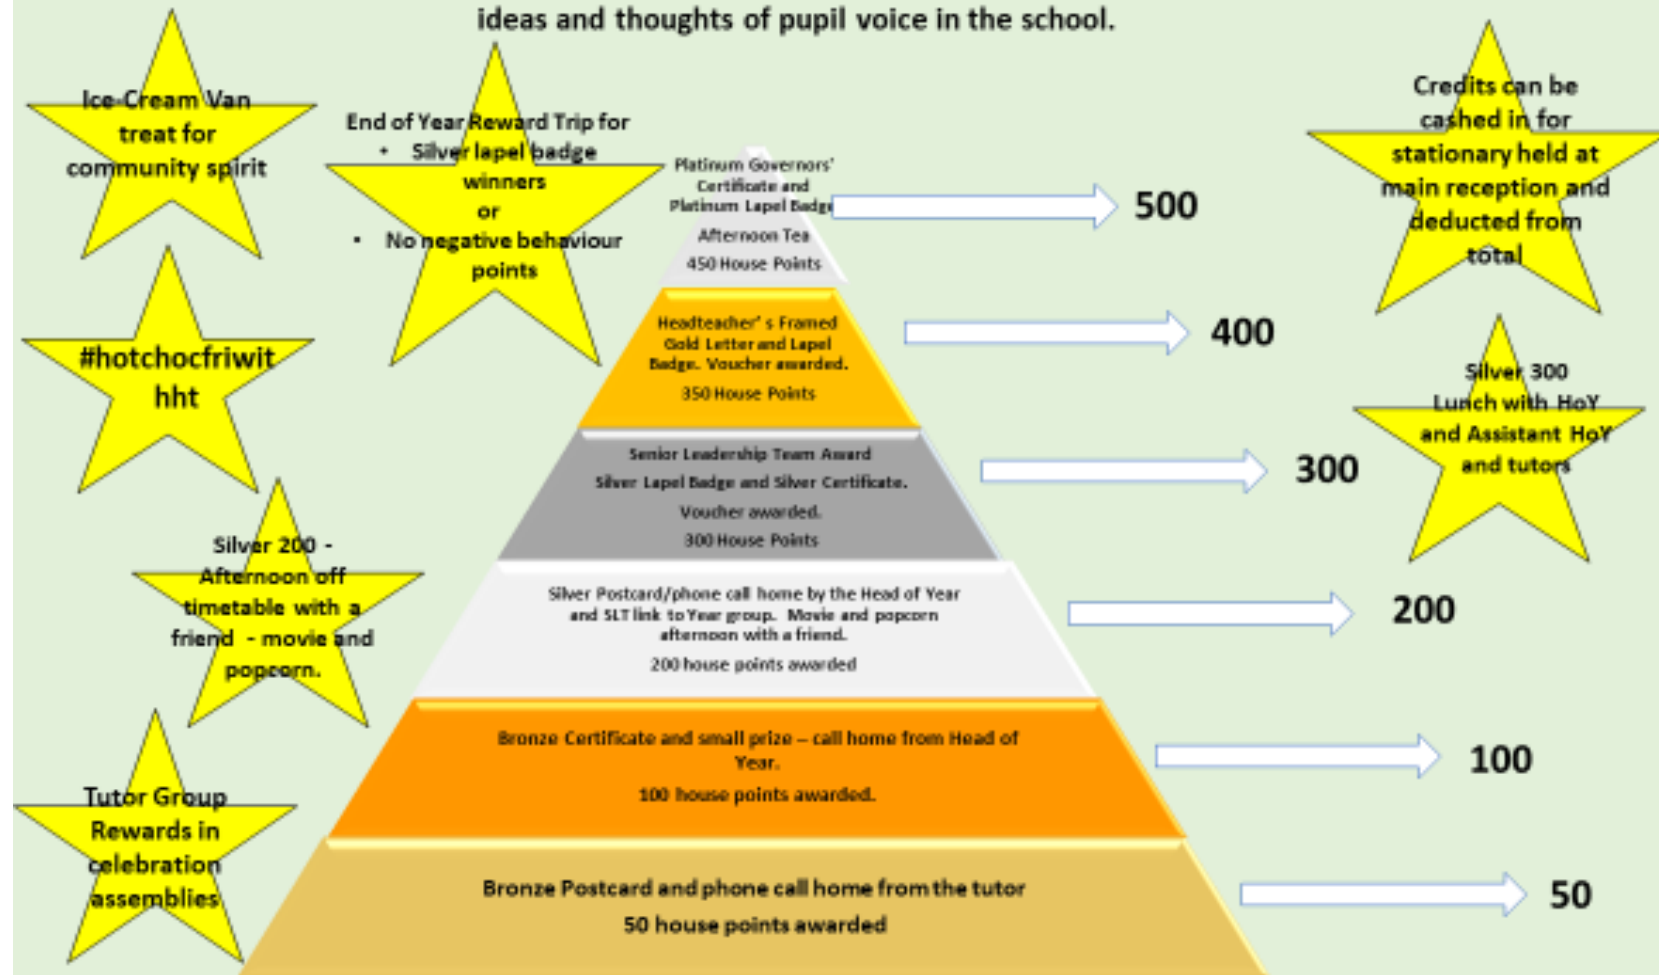 ideas and thoughts of pupil voice in the school.
Ice-Cream Van
treat for
community spirit
End of Year Reward Trip for
• Silver lapel badge
winners
or
• No negative behaviour
points
Credits can be
cashed in for
stationary held at
main reception and
deducted from
total
Platinum Governors'
Certificate and
Platinum Lapel Badge
Afternoon Tea
450 House Points
500
#hotchocfriwit
hht
Headteacher' s Framed
Gold Letter and Lapel
Badge. Voucher awarded.
350 House Points
400
Silver 300
Lunch with HoY
and Assistant HoY
and tutors
Senior Leadership Team Award
Silver Lapel Badge and Silver Certificate.
Voucher awarded.
300 House Points
300
Silver 200 -
Afternoon off
timetable with a
friend - movie and
popcorn.
Silver Postcard/phone call home by the Head of Year
and SLT link to Year group. Movie and popcorn
afternoon with a friend.
200 house points awarded
200
Bronze Certificate and small prize – call home from Head of
Year.
100 house points awarded.
100
Tutor Group
Rewards in
celebration
assemblies
Bronze Postcard and phone call home from the tutor
50 house points awarded
50